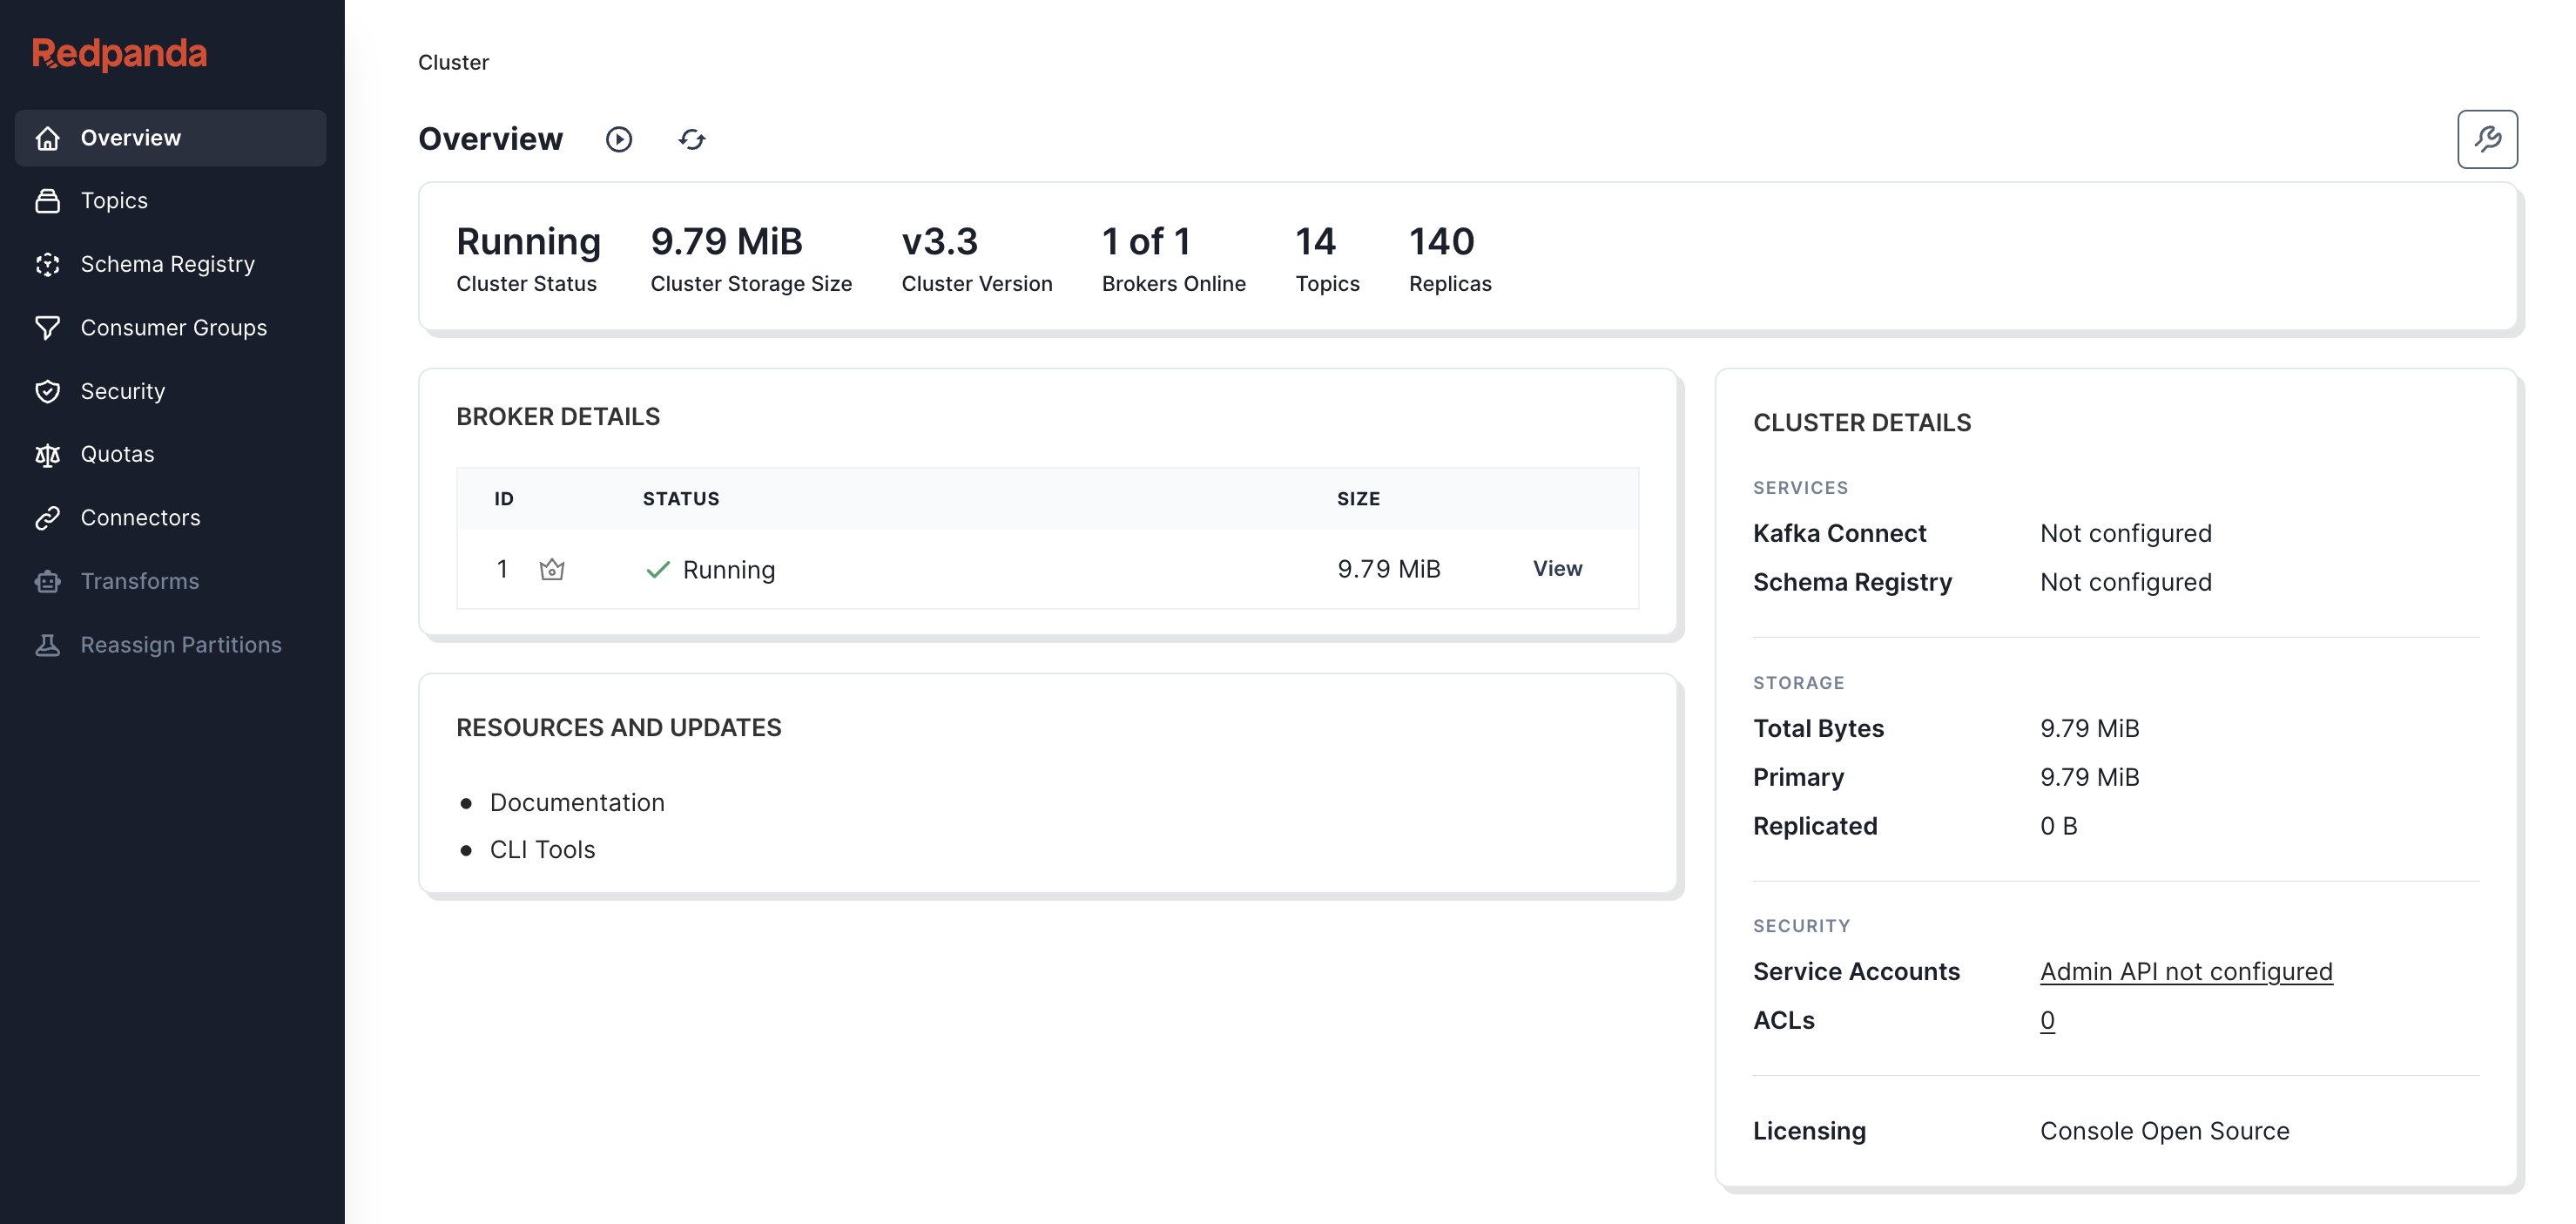 Redpanda
Overview
Topics
Schema Registry
Consumer Groups
Security
Quotas
Connectors
Transforms
Reassign Partitions
Cluster
Overview
Running 9.79 MiB v3.3 1 of 1 14 140
Cluster Status Cluster Storage Size Cluster Version Brokers Online Topics Replicas
BROKER DETAILS
ID STATUS SIZE
1 Running 9.79 MiB View
RESOURCES AND UPDATES
Documentation
CLI Tools
CLUSTER DETAILS
SERVICES
Kafka Connect Not configured
Schema Registry Not configured
STORAGE
Total Bytes 9.79 MiB
Primary 9.79 MiB
Replicated 0 B
SECURITY
Service Accounts Admin API not configured
ACLs 0
Licensing Console Open Source